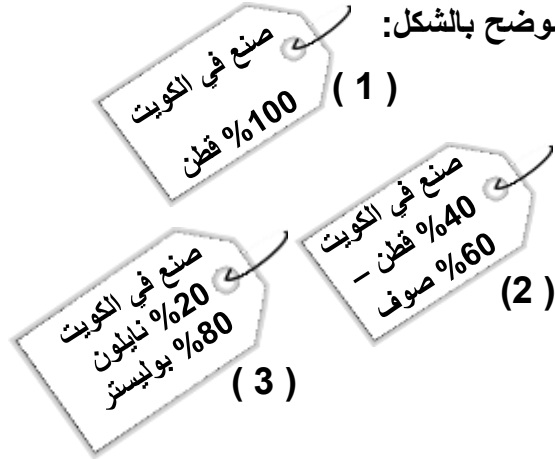 وضح بالشكل:
صنع في الكويت
100% قطن
( 1 )
صنع في الكويت
40% قطن –
60% صوف
(2 )
صنع في الكويت
20% نايلون
80% بوليستر
( 3 )